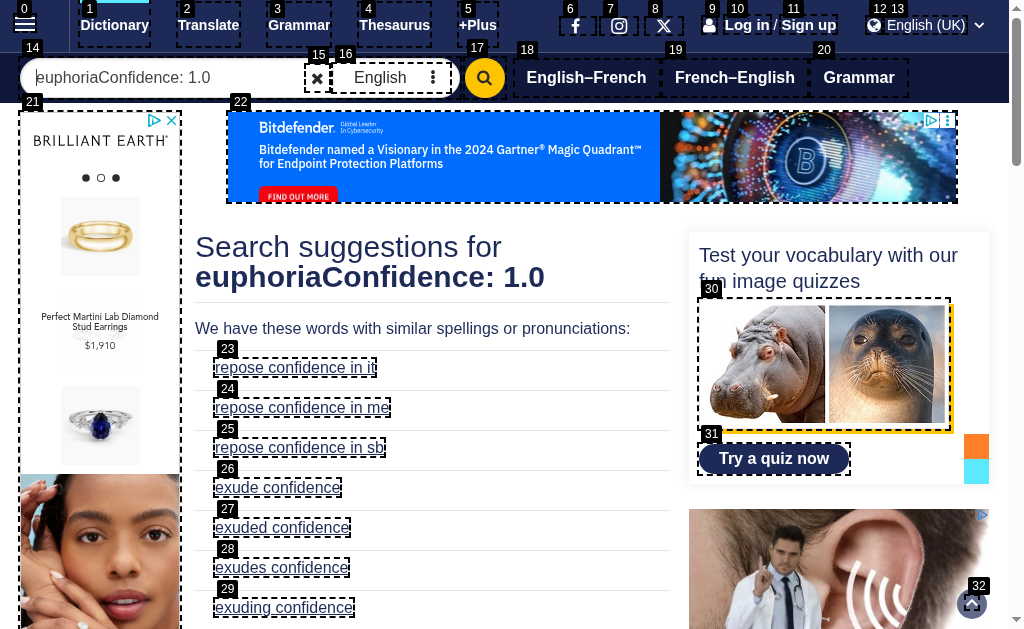 0 1 2 3 4 5 6 7 8 9 10 11 12 13
Dictionary Translate Grammar Thesaurus +Plus Log in / Sign up English (UK)
14 15 16 17 18 19 20
euphoriaConfidence: 1.0 English English–French French–English Grammar
21 22
BRILLIANT EARTH
Perfect Martini Lab Diamond
Stud Earrings
$1,910
Bitdefender. Global Leader
In Cybersecurity
Bitdefender named a Visionary in the 2024 Gartner® Magic Quadrant™
for Endpoint Protection Platforms
FIND OUT MORE
B
Search suggestions for
euphoriaConfidence: 1.0
We have these words with similar spellings or pronunciations:
23
repose confidence in it
24
repose confidence in me
25
repose confidence in sb
26
exude confidence
27
exuded confidence
28
exudes confidence
29
exuding confidence
Test your vocabulary with our
fun image quizzes
30
31
Try a quiz now
32